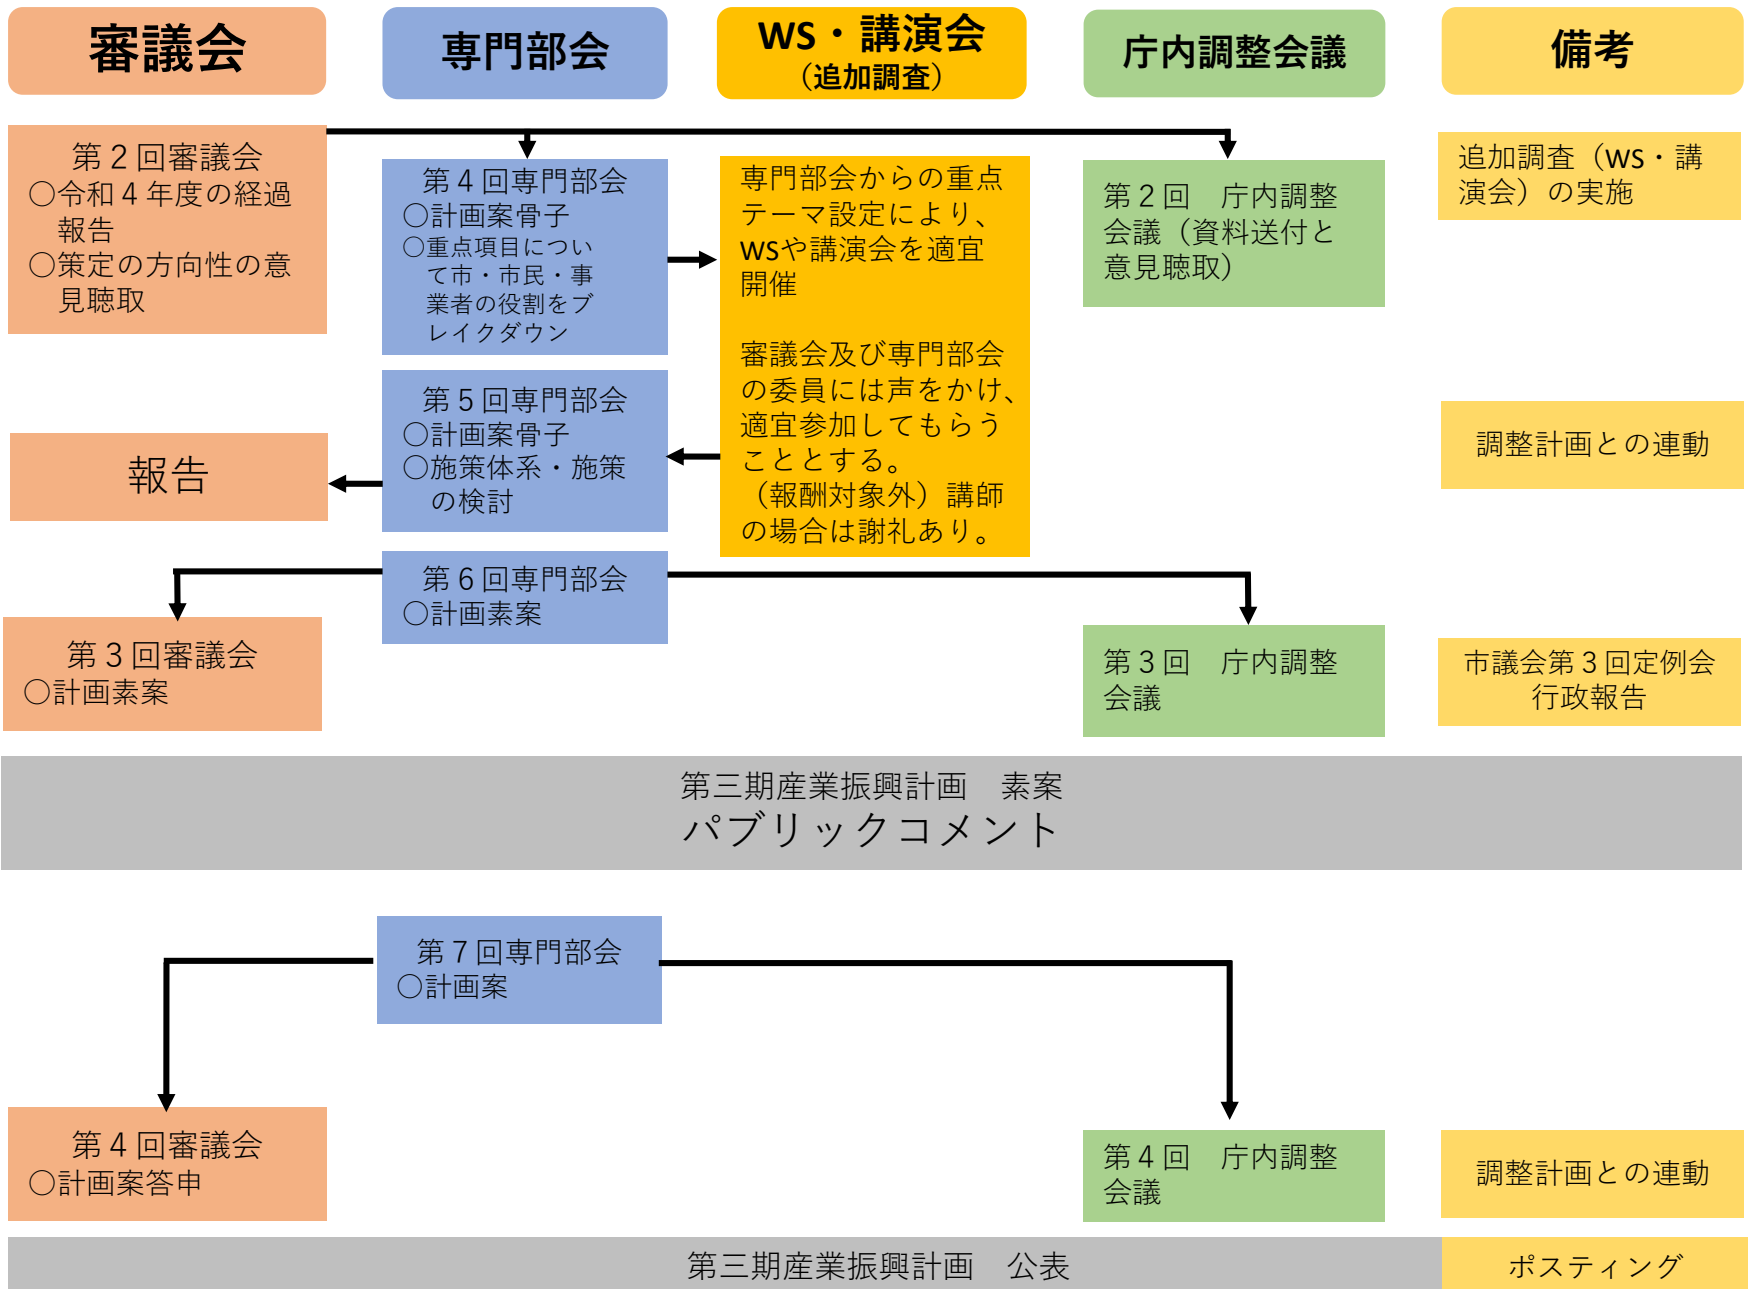 審議会
専門部会
WS・講演会
（追加調査）
庁内調整会議
備考
第２回審議会
○令和４年度の経過
報告
○策定の方向性の意
見聴取
第４回専門部会
○計画案骨子
○重点項目につい
て市・市民・事
業者の役割をブ
レイクダウン
専門部会からの重点
テーマ設定により、
WSや講演会を適宜
開催
審議会及び専門部会
の委員には声をかけ、
適宜参加してもらう
こととする。
（報酬対象外）講師
の場合は謝礼あり。
第２回　庁内調整
会議（資料送付と
意見聴取）
追加調査（WS・講
演会）の実施
第５回専門部会
○計画案骨子
○施策体系・施策
の検討
報告
調整計画との連動
第６回専門部会
○計画素案
第３回審議会
○計画素案
第３回　庁内調整
会議
市議会第３回定例会
行政報告
第三期産業振興計画　素案
パブリックコメント
第７回専門部会
○計画案
第４回審議会
○計画案答申
第４回　庁内調整
会議
調整計画との連動
第三期産業振興計画　公表
ポスティング